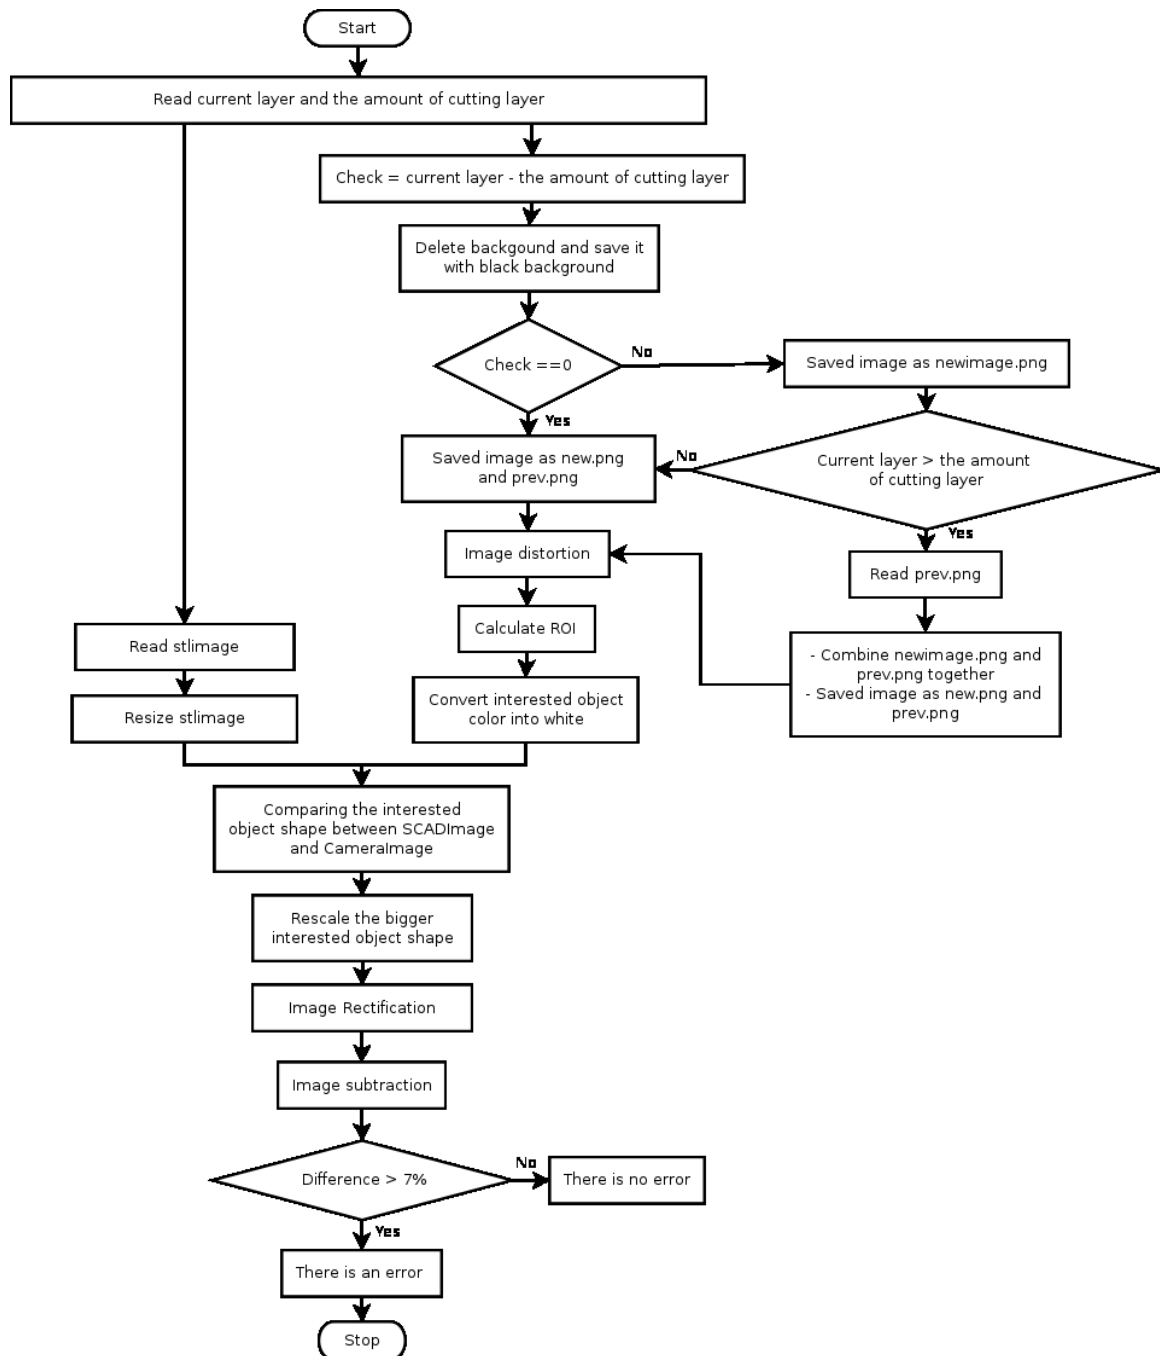 Start
Read current layer and the amount of cutting layer
Check = current layer - the amount of cutting layer
Delete backgound and save it
with black background
Check ==0
No
Saved image as newimage.png
Yes
Saved image as new.png
and prev.png
No
Current layer > the amount
of cutting layer
Yes
Image distortion
Read prev.png
Calculate ROI
Read stlimage
- Combine newimage.png and
prev.png together
- Saved image as new.png and
prev.png
Resize stlimage
Convert interested object
color into white
Comparing the interested
object shape between SCADImage
and CameraImage
Rescale the bigger
interested object shape
Image Rectification
Image subtraction
Difference > 7%
No
There is no error
Yes
There is an error
Stop